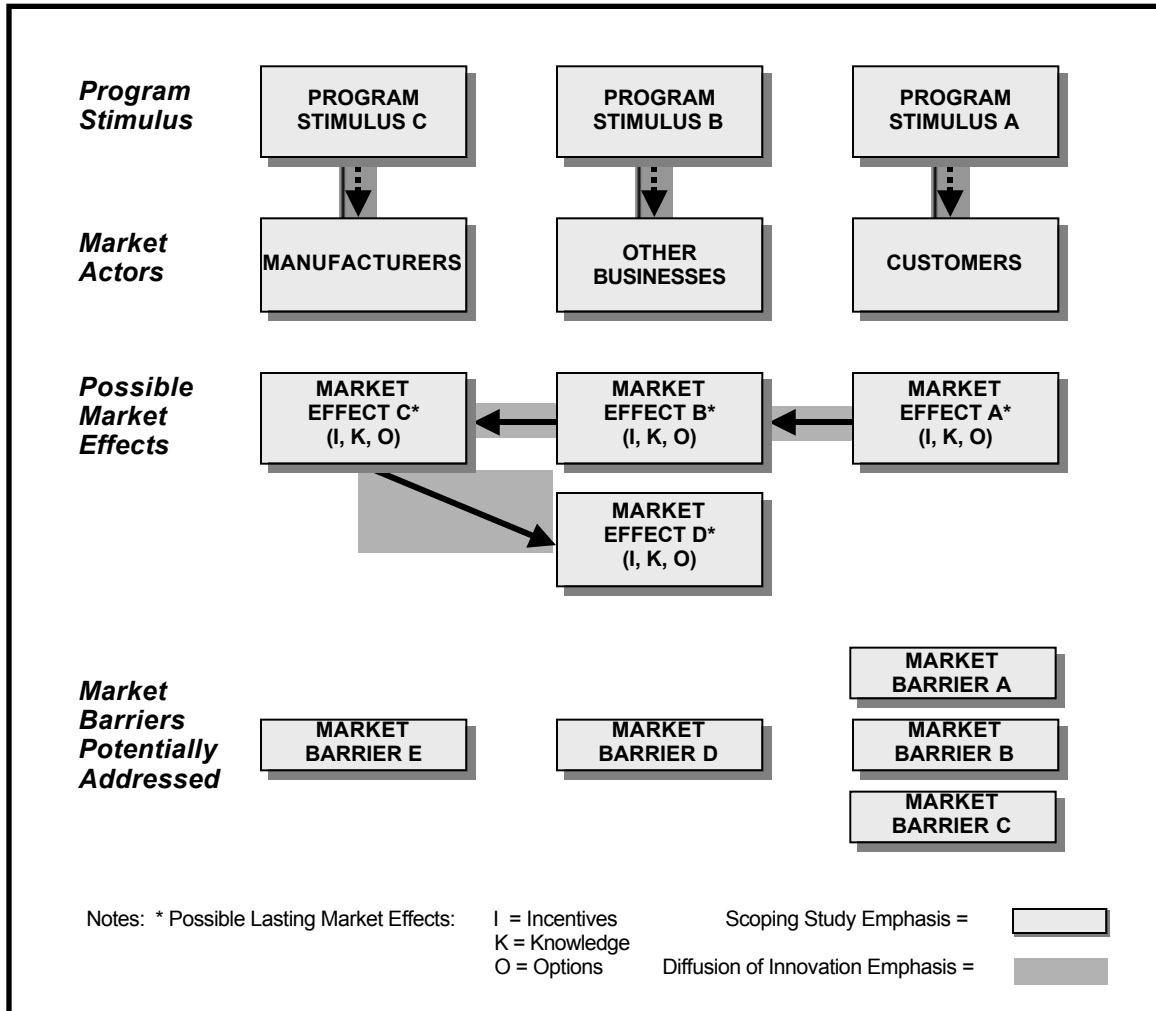 Program
Stimulus
PROGRAM
STIMULUS C
PROGRAM
STIMULUS B
PROGRAM
STIMULUS A
Market
Actors
MANUFACTURERS
OTHER
BUSINESSES
CUSTOMERS
Possible
Market
Effects
MARKET
EFFECT C*
(I, K, O)
MARKET
EFFECT B*
(I, K, O)
MARKET
EFFECT A*
(I, K, O)
MARKET
EFFECT D*
(I, K, O)
Market
Barriers
Potentially
Addressed
MARKET
BARRIER E
MARKET
BARRIER D
MARKET
BARRIER A
MARKET
BARRIER B
MARKET
BARRIER C
Notes: * Possible Lasting Market Effects:
I = Incentives
K = Knowledge
O = Options
Scoping Study Emphasis =
Diffusion of Innovation Emphasis =